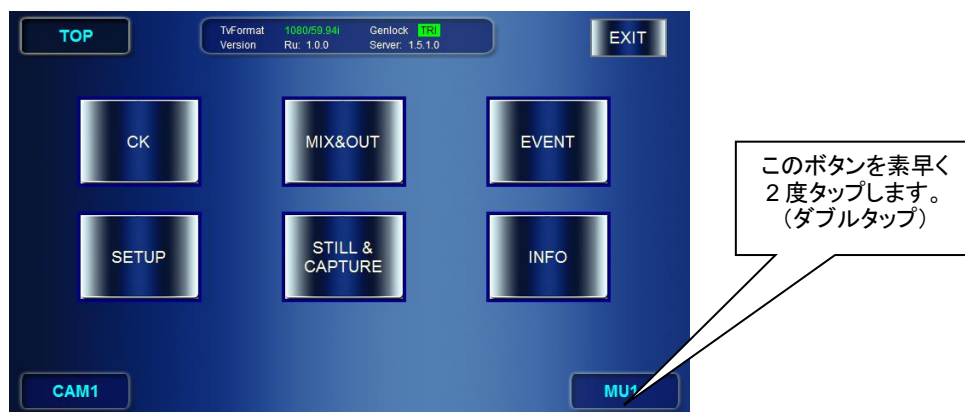 TOP
TvFormat 1080/59.94i Genlock TRI
Version Ru: 1.0.0 Server: 1.5.1.0
EXIT
CK
MIX&OUT
EVENT
このボタンを素早く
2度タップします。
（ダブルタップ）
SETUP
STILL &
CAPTURE
INFO
CAM1
MU1